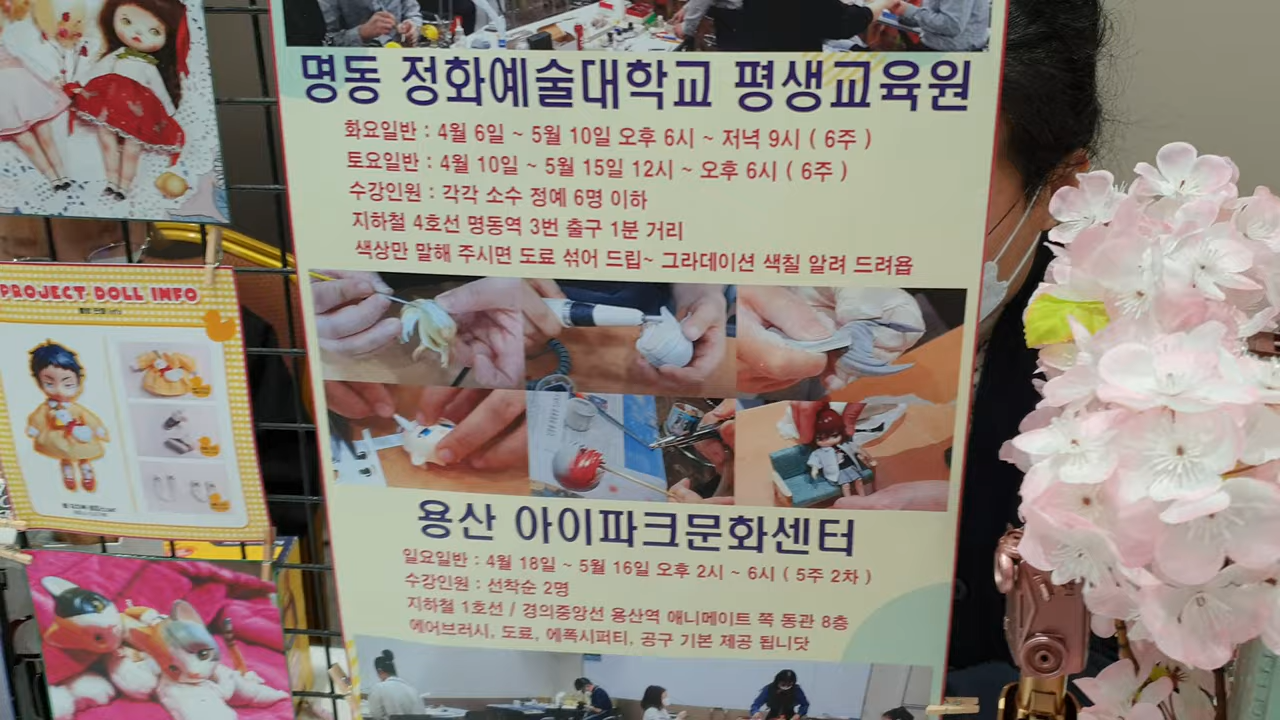 명동 정화예술대학교 평생교육원
화요일반 : 4월 6일 ~ 5월 10일 오후 6시 ~ 저녁 9시 ( 6주 )
토요일반 : 4월 10일 ~ 5월 15일 12시 ~ 오후 6시 ( 6주 )
수강인원 : 각각 소수 정예 6명 이하
지하철 4호선 명동역 3번 출구 1분 거리
색상만 말해 주시면 도료 섞어 드립~ 그라데이션 색칠 알려 드려욥
PROJECT DOLL INFO
용산 아이파크문화센터
일요일반 : 4월 18일 ~ 5월 16일 오후 2시 ~ 6시 ( 5주 2차 )
수강인원 : 선착순 2명
지하철 1호선 / 경의중앙선 용산역 애니메이트 쪽 동관 8층
에어브러시, 도료, 에폭시퍼티, 공구 기본 제공 됩니닷